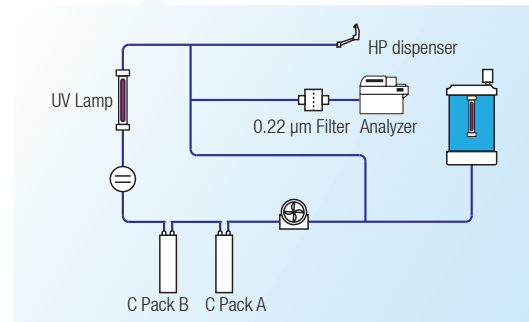 HP dispenser
UV Lamp
0.22 µm Filter
Analyzer
C Pack B
C Pack A